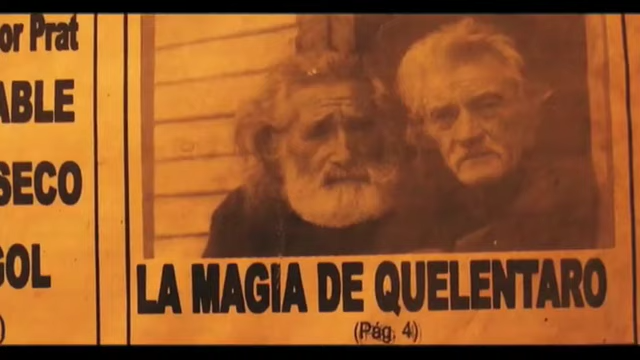 or Prat
ABLE
SECO
GOL
)
LA MAGIA DE QUELENTARO
(Pág. 4)